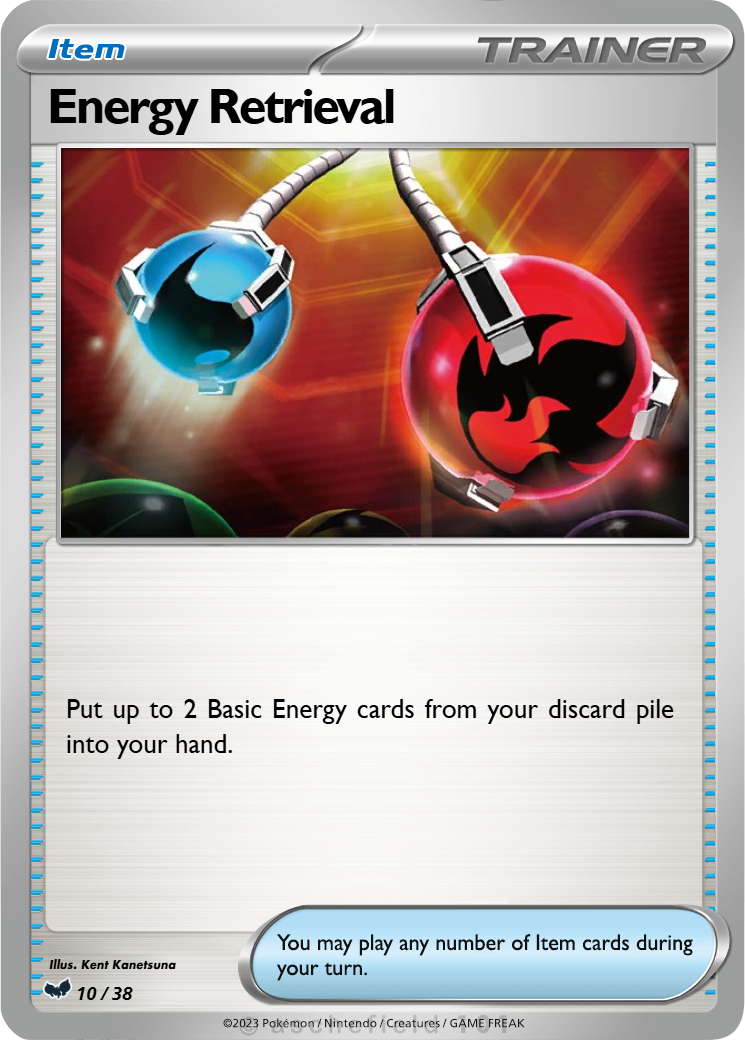 Item
TRAINER
Energy Retrieval
Put up to 2 Basic Energy cards from your discard pile
into your hand.
You may play any number of Item cards during
your turn.
Illus. Kent Kanetsuna
10 / 38
©2023 Pokémon / Nintendo / Creatures / GAME FREAK